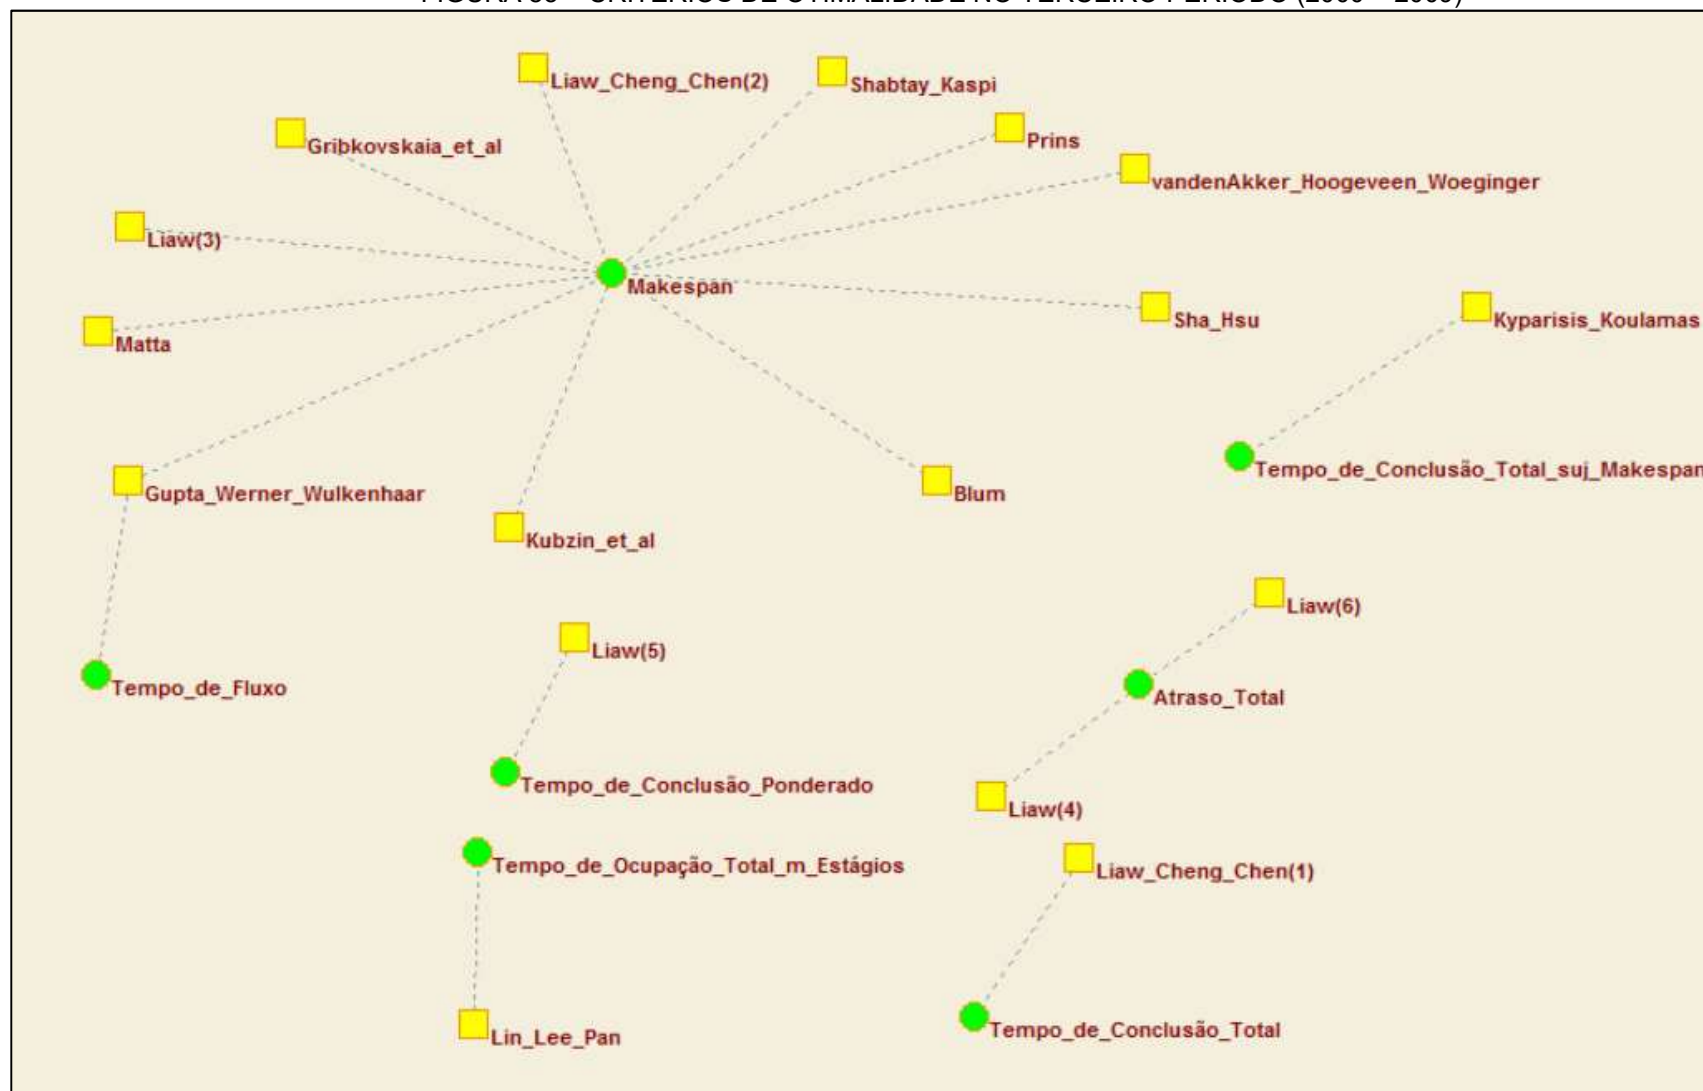 Liaw_Cheng_Chen(2)
Shabtay_Kaspi
Gribkovskaia_et_al
Prins
vandenAkker_Hoogeveen_Woeginger
Liaw(3)
Makespan
Sha_Hsu
Kyparisis_Koulamas
Matta
Tempo_de_Conclusão_Total_suj_Makespan
Gupta_Werner_Wulkenhaar
Blum
Kubzin_et_al
Liaw(6)
Liaw(5)
Tempo_de_Fluxo
Atraso_Total
Tempo_de_Conclusão_Ponderado
Liaw(4)
Tempo_de_Ocupação_Total_m_Estágios
Liaw_Cheng_Chen(1)
Lin_Lee_Pan
Tempo_de_Conclusão_Total